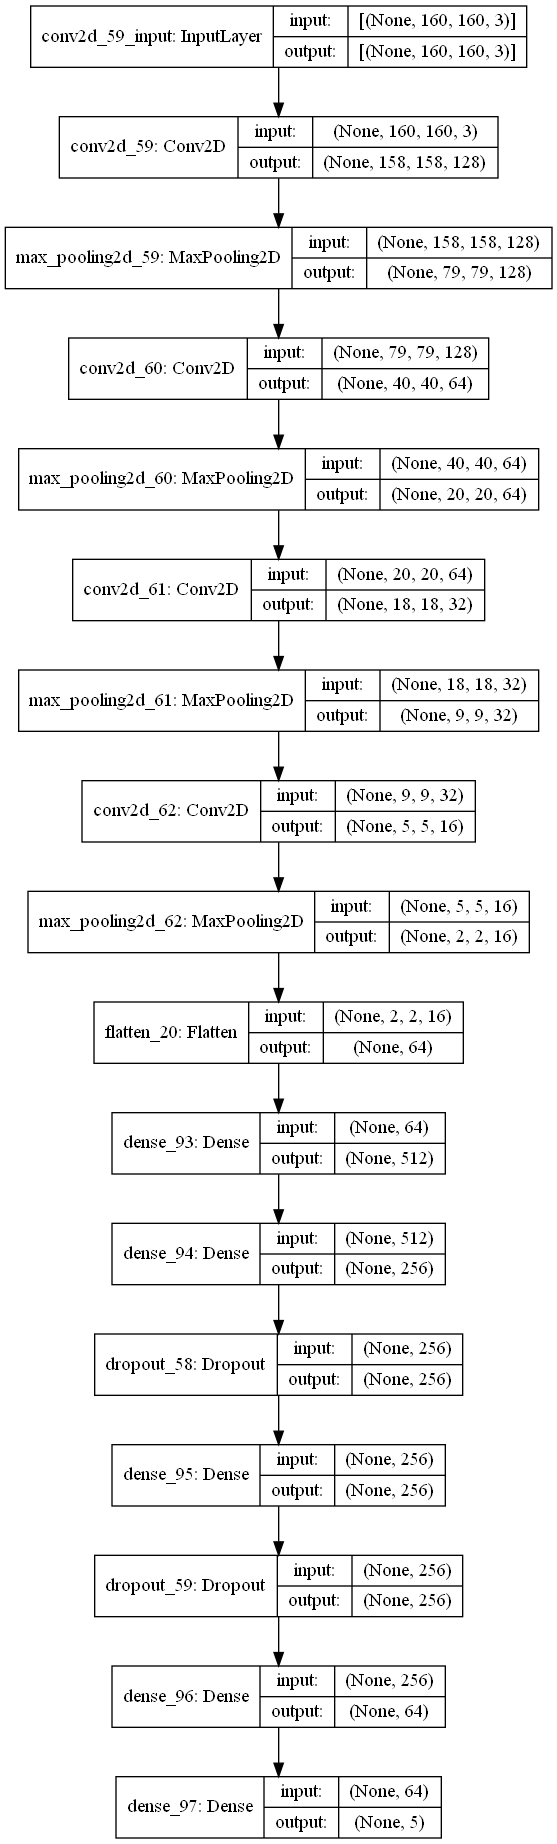 conv2d_59_input: InputLayer
input: [(None, 160, 160, 3)]
output: [(None, 160, 160, 3)]
conv2d_59: Conv2D
input: (None, 160, 160, 3)
output: (None, 158, 158, 128)
max_pooling2d_59: MaxPooling2D
input: (None, 158, 158, 128)
output: (None, 79, 79, 128)
conv2d_60: Conv2D
input: (None, 79, 79, 128)
output: (None, 40, 40, 64)
max_pooling2d_60: MaxPooling2D
input: (None, 40, 40, 64)
output: (None, 20, 20, 64)
conv2d_61: Conv2D
input: (None, 20, 20, 64)
output: (None, 18, 18, 32)
max_pooling2d_61: MaxPooling2D
input: (None, 18, 18, 32)
output: (None, 9, 9, 32)
conv2d_62: Conv2D
input: (None, 9, 9, 32)
output: (None, 5, 5, 16)
max_pooling2d_62: MaxPooling2D
input: (None, 5, 5, 16)
output: (None, 2, 2, 16)
flatten_20: Flatten
input: (None, 2, 2, 16)
output: (None, 64)
dense_93: Dense
input: (None, 64)
output: (None, 512)
dense_94: Dense
input: (None, 512)
output: (None, 256)
dropout_58: Dropout
input: (None, 256)
output: (None, 256)
dense_95: Dense
input: (None, 256)
output: (None, 256)
dropout_59: Dropout
input: (None, 256)
output: (None, 256)
dense_96: Dense
input: (None, 256)
output: (None, 64)
dense_97: Dense
input: (None, 64)
output: (None, 5)